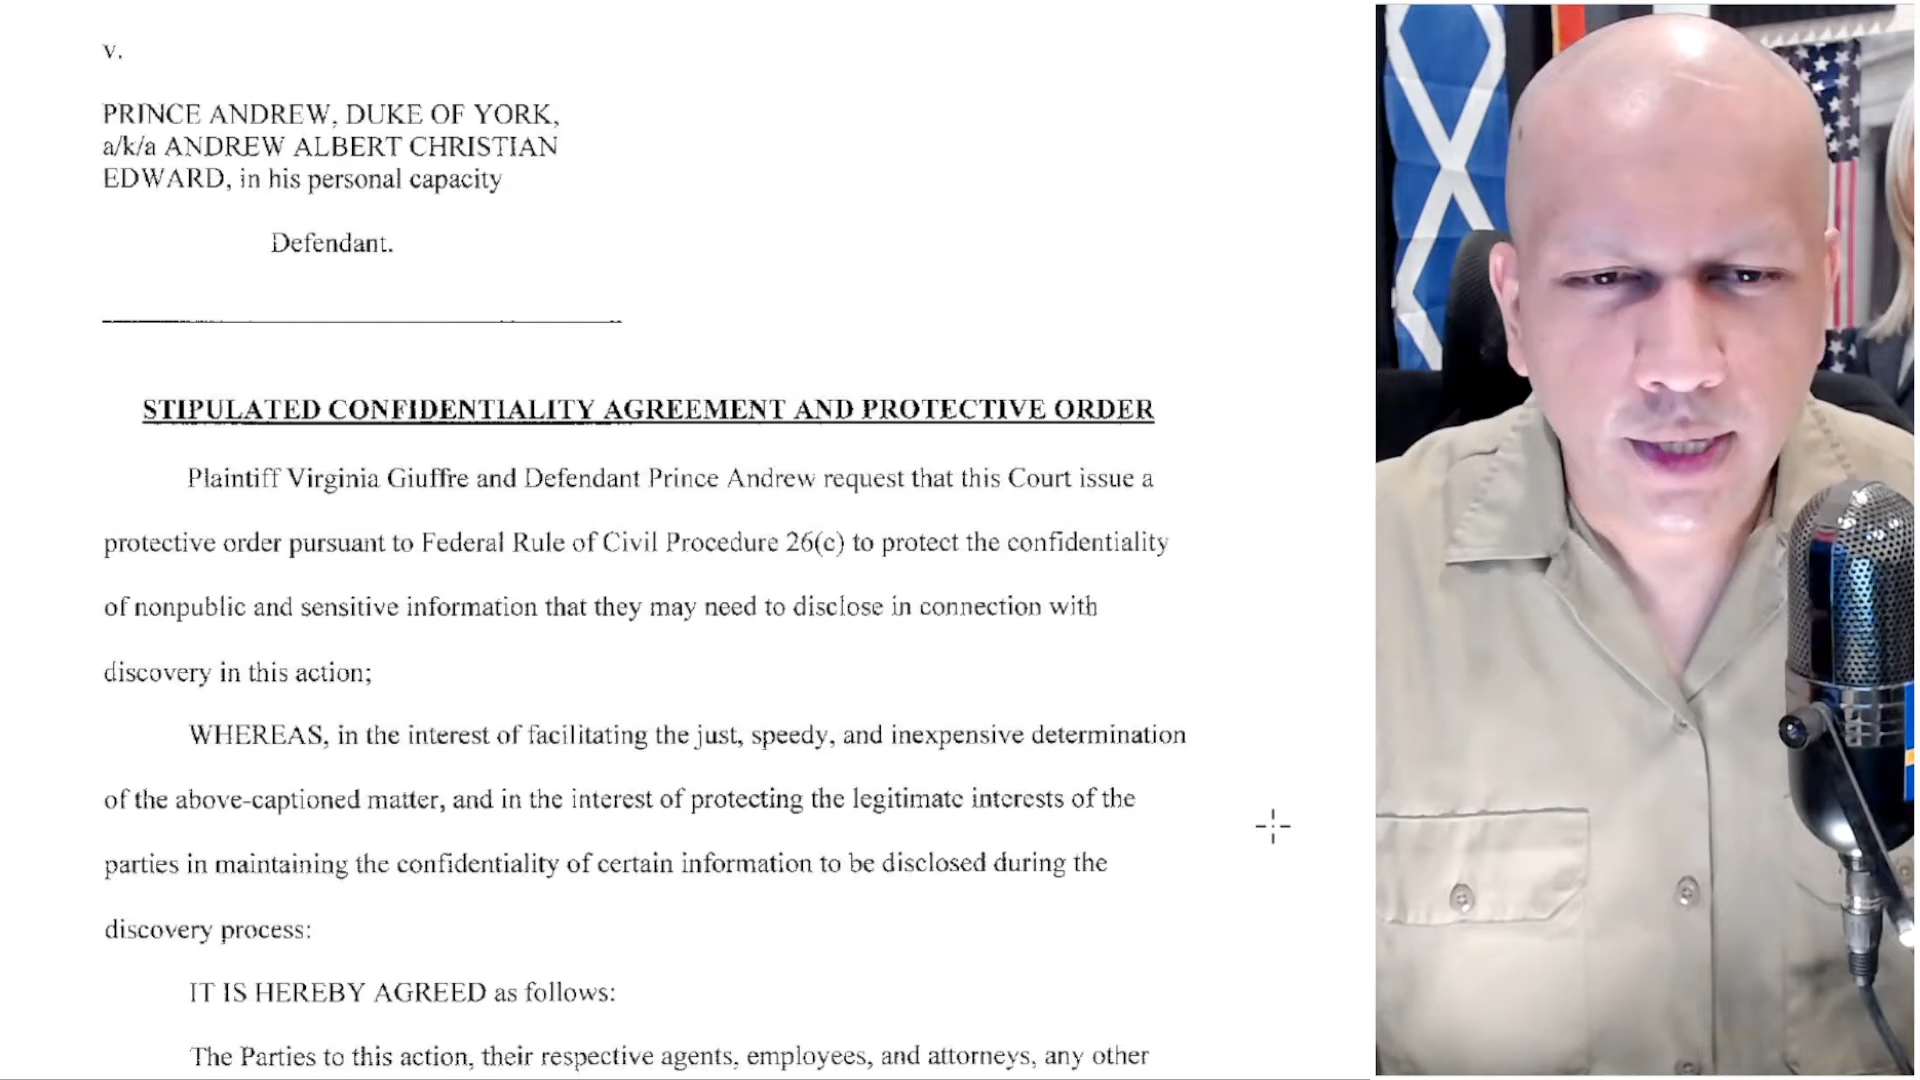 v.
PRINCE ANDREW, DUKE OF YORK,
a/k/a ANDREW ALBERT CHRISTIAN
EDWARD, in his personal capacity
Defendant.
STIPULATED CONFIDENTIALITY AGREEMENT AND PROTECTIVE ORDER
Plaintiff Virginia Giuffre and Defendant Prince Andrew request that this Court issue a
protective order pursuant to Federal Rule of Civil Procedure 26(c) to protect the confidentiality
of nonpublic and sensitive information that they may need to disclose in connection with
discovery in this action;
WHEREAS, in the interest of facilitating the just, speedy, and inexpensive determination
of the above-captioned matter, and in the interest of protecting the legitimate interests of the
parties in maintaining the confidentiality of certain information to be disclosed during the
discovery process:
IT IS HEREBY AGREED as follows:
The Parties to this action, their respective agents, employees, and attorneys, any other